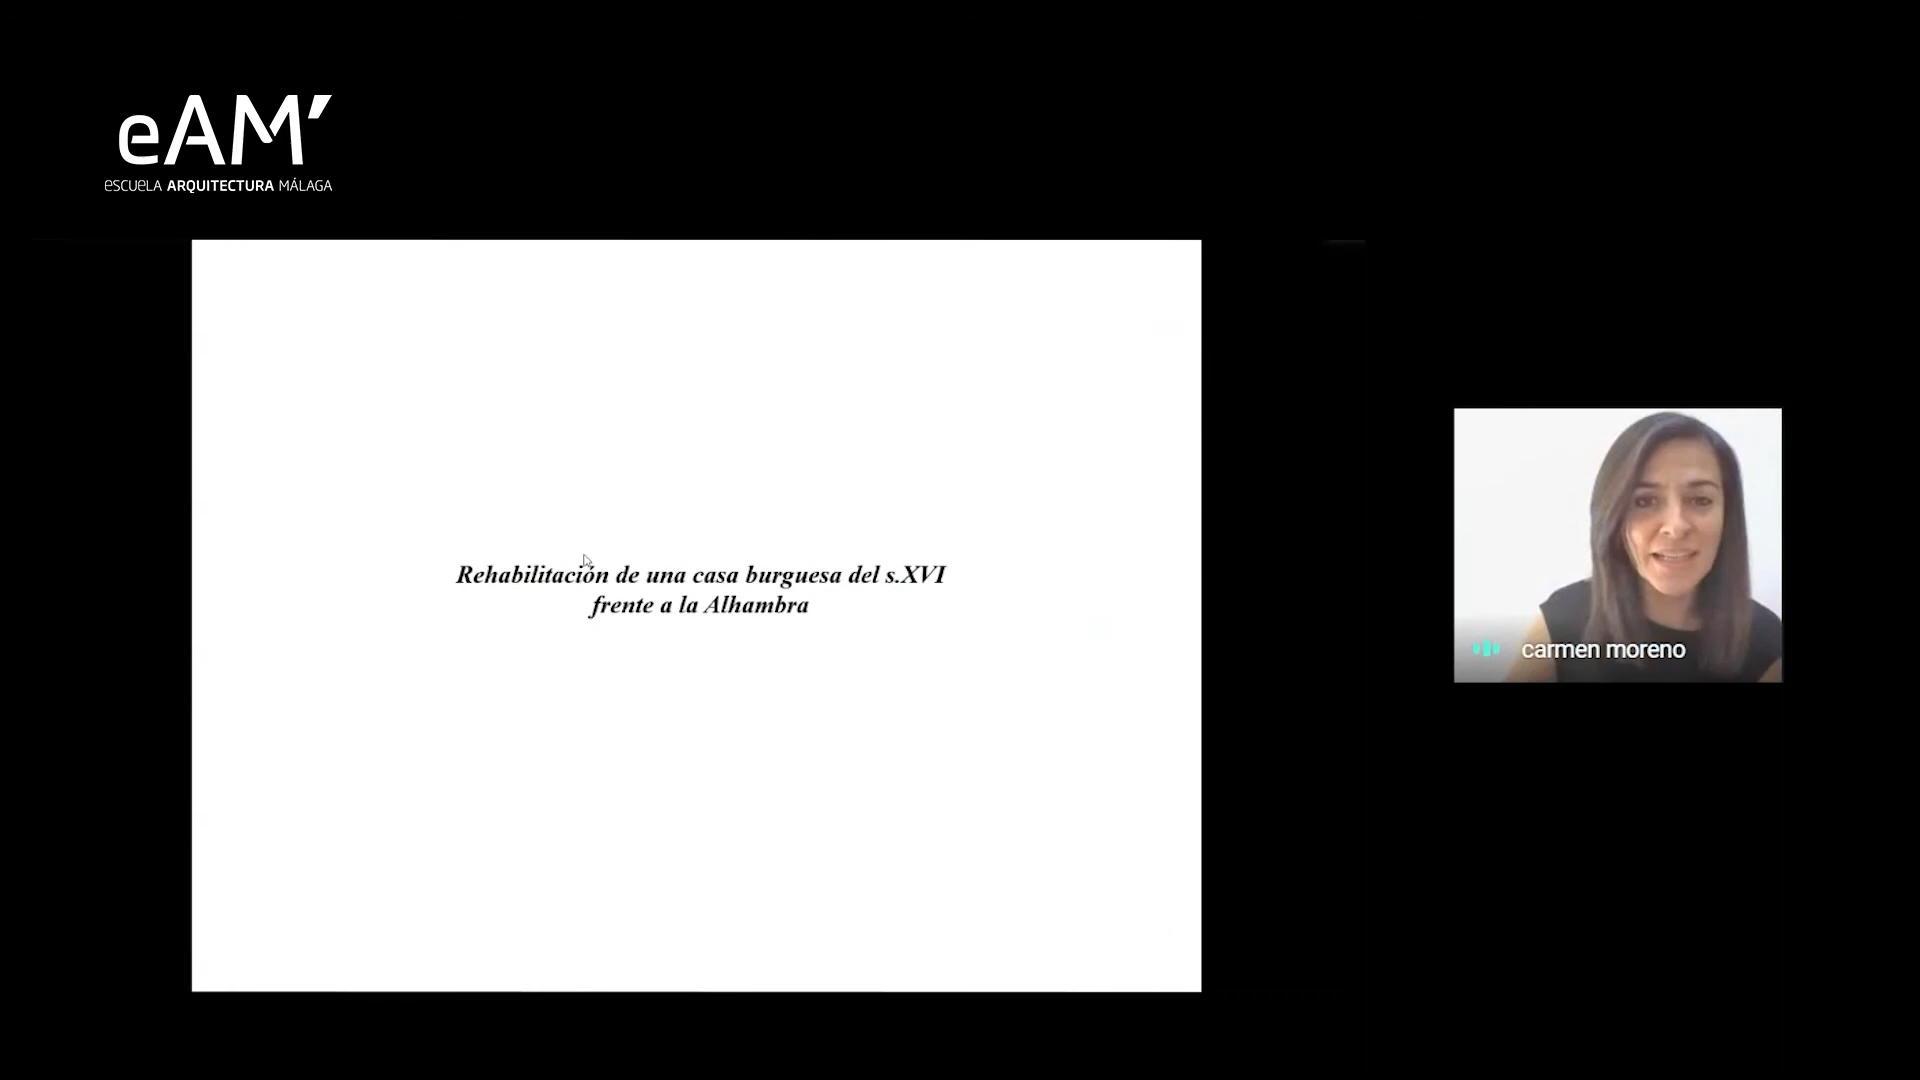 eAM'
escuela ARQUITECTURA MÁLAGA
Rehabilitación de una casa burguesa del s.XVI
frente a la Alhambra
carmen moreno